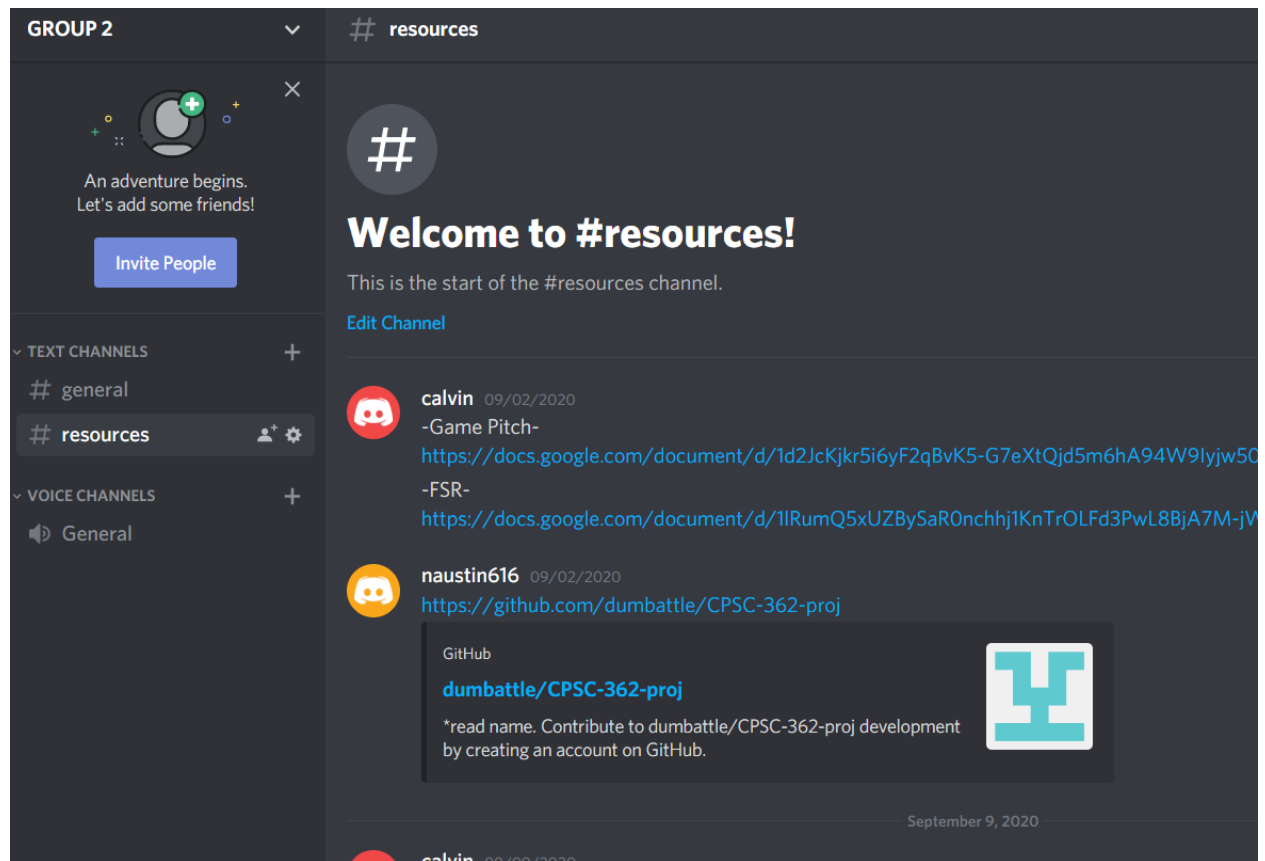 GROUP 2
An adventure begins.
Let's add some friends!
Invite People
TEXT CHANNELS
# general
# resources
VOICE CHANNELS
General
# resources
#
Welcome to #resources!
This is the start of the #resources channel.
Edit Channel
calvin 09/02/2020
-Game Pitch-
https://docs.google.com/document/d/1d2JcKjkr5i6yF2qBvK5-G7eXtQjd5m6hA94W9Iyjw50
-FSR-
https://docs.google.com/document/d/1lRumQ5xUZBySaR0nchhj1KnTrOLFd3PwL8BjA7M-jW
naustin616 09/02/2020
https://github.com/dumbattle/CPSC-362-proj
GitHub
dumbattle/CPSC-362-proj
*read name. Contribute to dumbattle/CPSC-362-proj development
by creating an account on GitHub.
September 9, 2020
calvin 09/09/2020